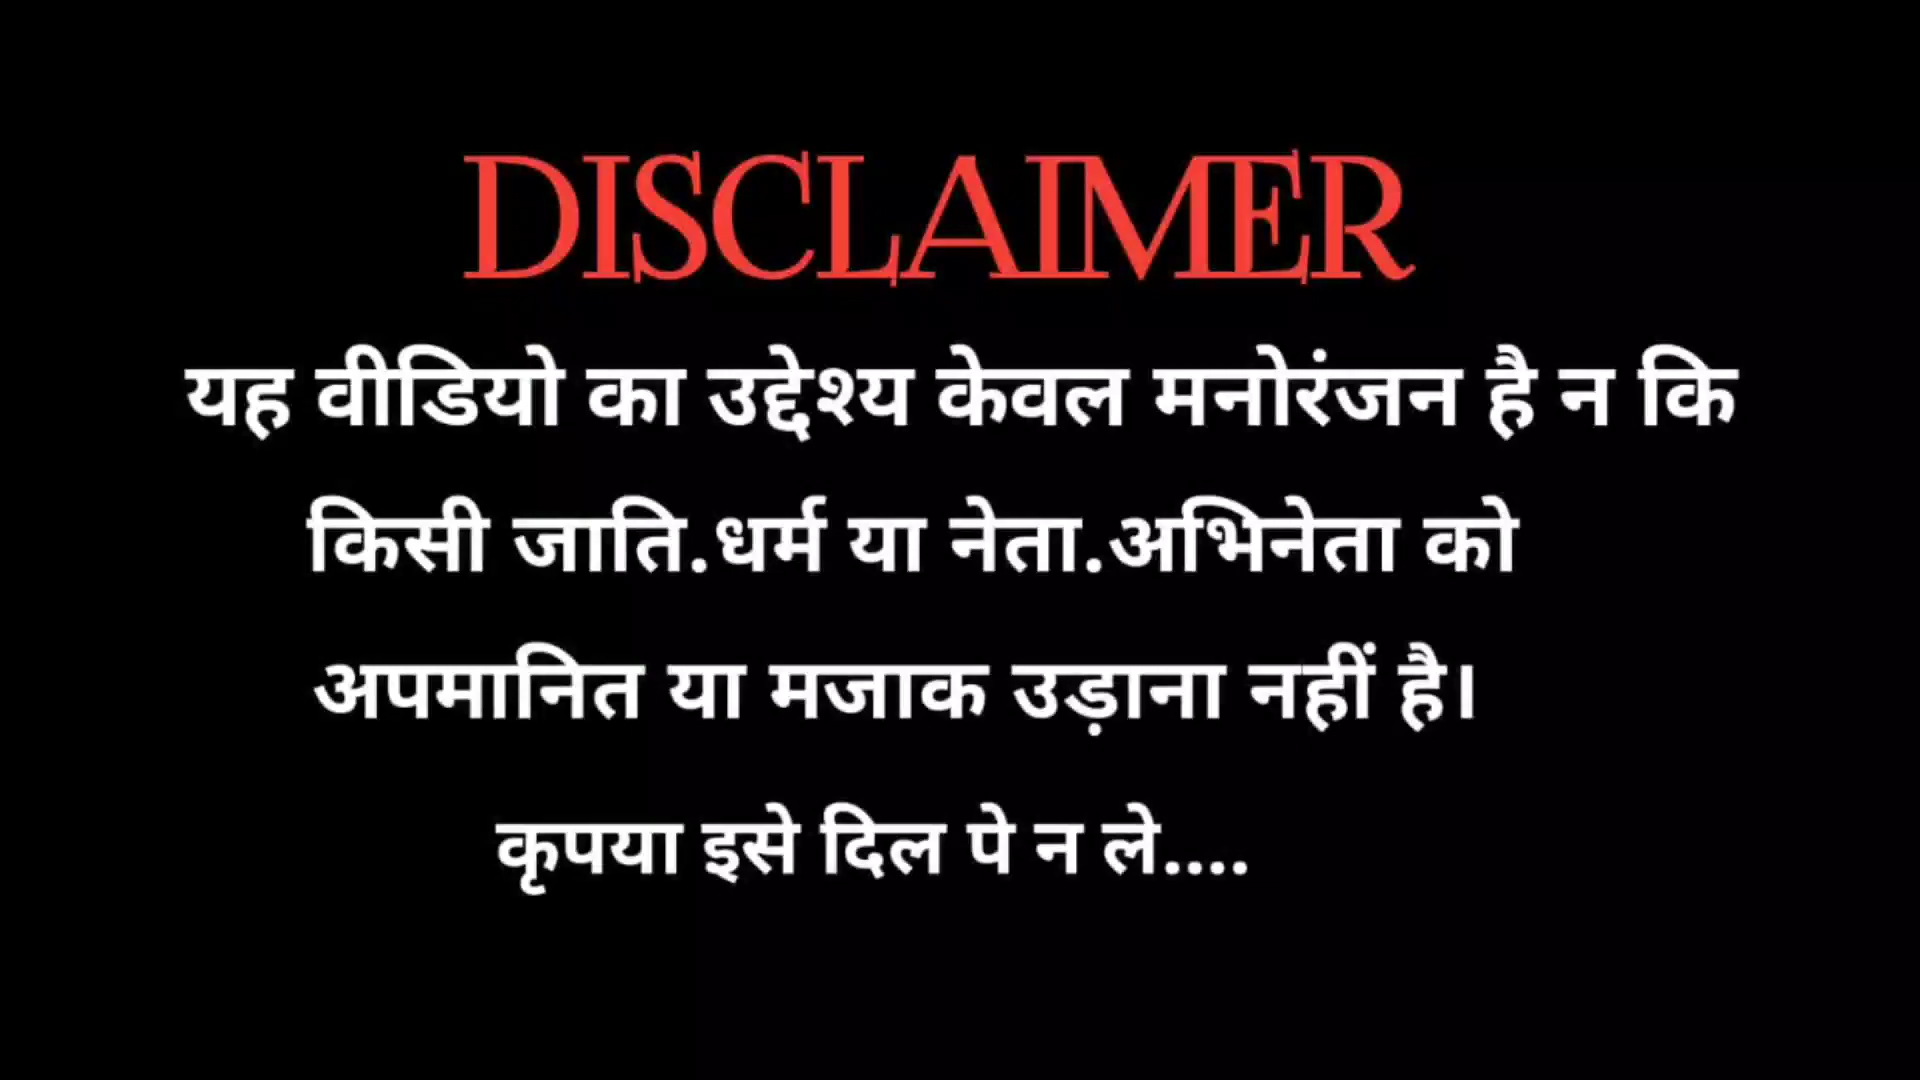 DISCLAIMER
यह वीडियो का उद्देश्य केवल मनोरंजन है न कि
किसी जाति.धर्म या नेता.अभिनेता को
अपमानित या मजाक उड़ाना नहीं है।
कृपया इसे दिल पे न ले....